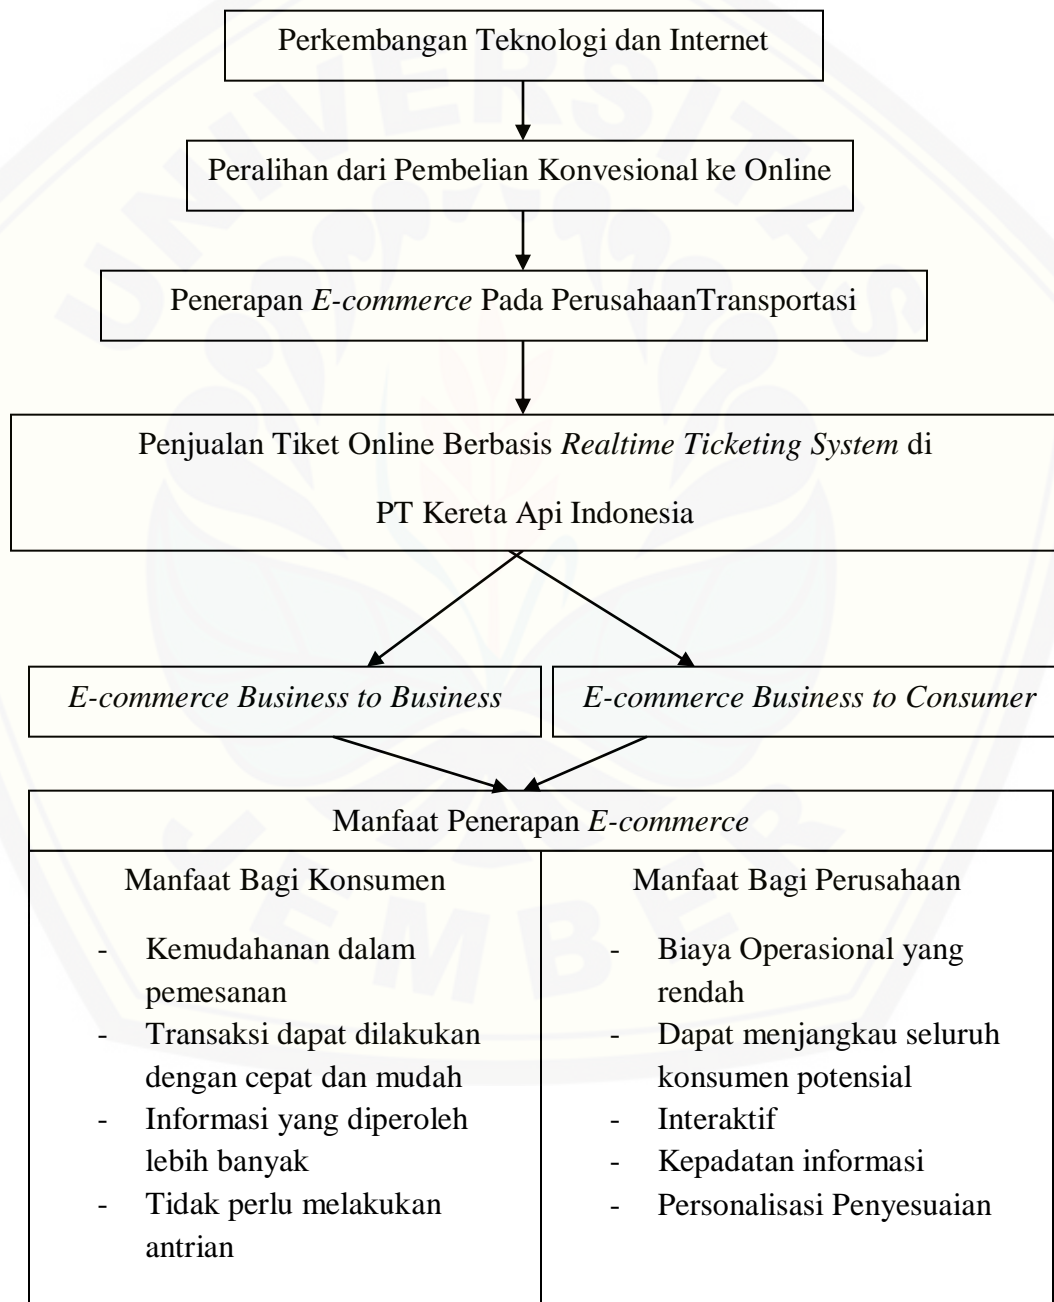 Perkembangan Teknologi dan Internet
Peralihan dari Pembelian Konvesional ke Online
Penerapan E-commerce Pada PerusahaanTransportasi
Penjualan Tiket Online Berbasis Realtime Ticketing System di
PT Kereta Api Indonesia
E-commerce Business to Business
E-commerce Business to Consumer
Manfaat Penerapan E-commerce
Manfaat Bagi Konsumen
- Kemudahanan dalam
pemesanan
- Transaksi dapat dilakukan
dengan cepat dan mudah
- Informasi yang diperoleh
lebih banyak
- Tidak perlu melakukan
antrian
Manfaat Bagi Perusahaan
- Biaya Operasional yang
rendah
- Dapat menjangkau seluruh
konsumen potensial
- Interaktif
- Kepadatan informasi
- Personalisasi Penyesuaian
UNIVERSITAS
JEMBER